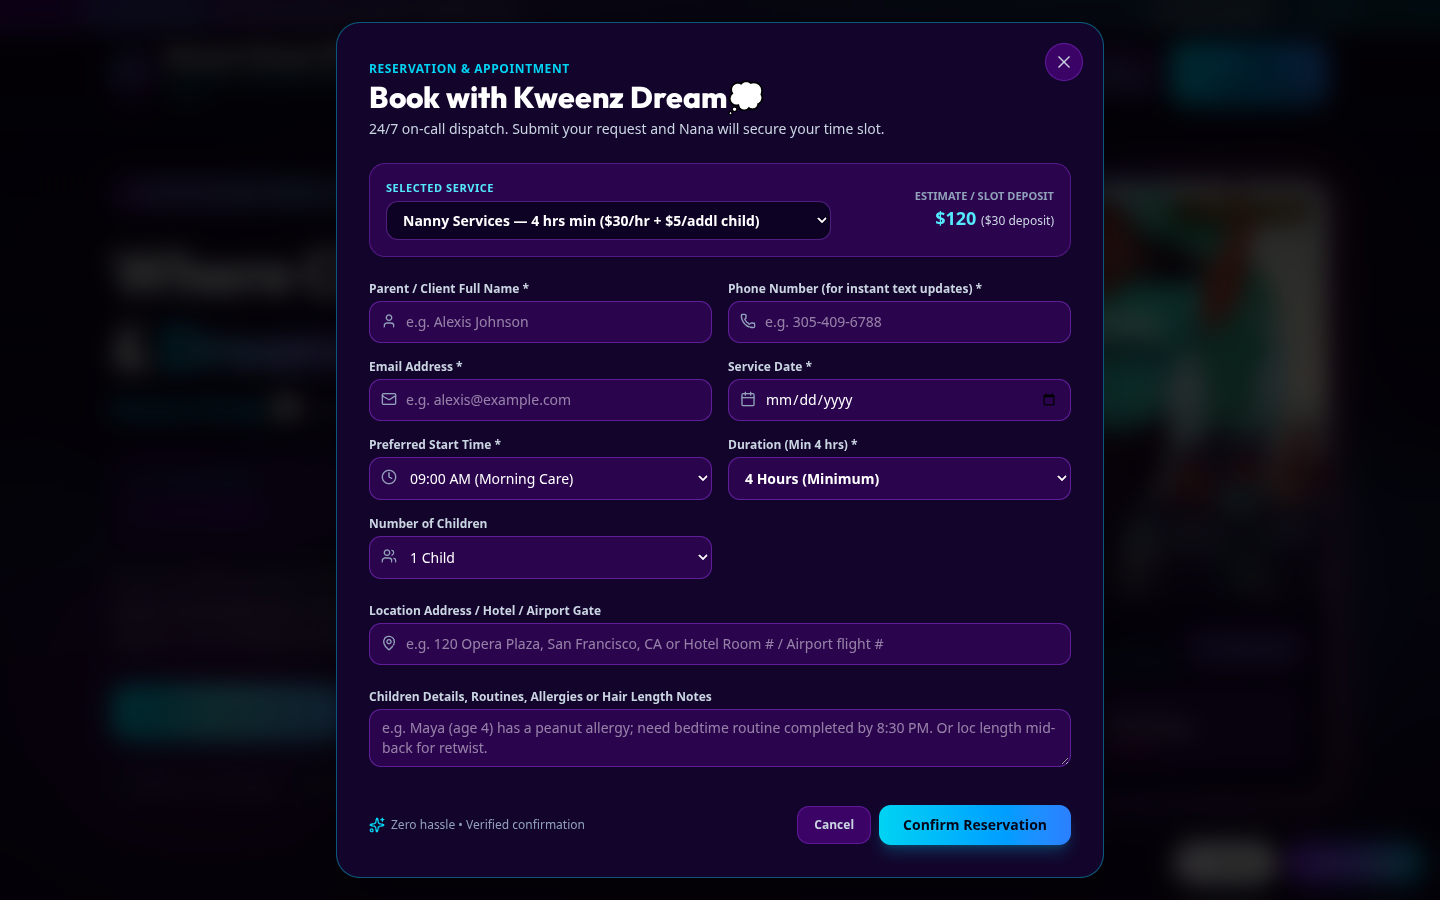 RESERVATION & APPOINTMENT
Book with Kweenz Dream💭
24/7 on-call dispatch. Submit your request and Nana will secure your time slot.
SELECTED SERVICE
Nanny Services — 4 hrs min ($30/hr + $5/addl child)
ESTIMATE / SLOT DEPOSIT
$120 ($30 deposit)
Parent / Client Full Name *
e.g. Alexis Johnson
Phone Number (for instant text updates) *
e.g. 305-409-6788
Email Address *
e.g. alexis@example.com
Service Date *
mm/dd/yyyy
Preferred Start Time *
09:00 AM (Morning Care)
Duration (Min 4 hrs) *
4 Hours (Minimum)
Number of Children
1 Child
Location Address / Hotel / Airport Gate
e.g. 120 Opera Plaza, San Francisco, CA or Hotel Room # / Airport flight #
Children Details, Routines, Allergies or Hair Length Notes
e.g. Maya (age 4) has a peanut allergy; need bedtime routine completed by 8:30 PM. Or loc length mid-
back for retwist.
Zero hassle • Verified confirmation
Cancel
Confirm Reservation